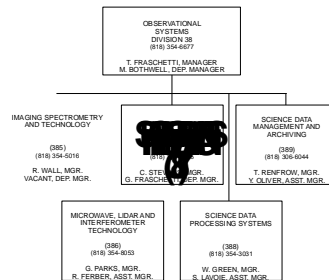 OBSERVATIONAL
SYSTEMS
DIVISION 38
(818) 354-6677
T. FRASCHETTI, MANAGER
M. BOTHWELL, DEP. MANAGER
IMAGING SPECTROMETRY
AND TECHNOLOGY
(385)
(818) 354-5016
R. WALL, MGR.
VACANT, DEP. MGR.
C. MGR.
G. DEP. MGR.
SCIENCE DATA
MANAGEMENT AND
ARCHIVING
(389)
(818) 306-6044
T. RENFROW, MGR.
Y. OLIVER, ASST. MGR.
MICROWAVE, LIDAR AND
INTERFEROMETER
TECHNOLOGY
(386)
(818) 354-8053
G. PARKS, MGR.
R. FERBER, ASST. MGR.
SCIENCE DATA
PROCESSING SYSTEMS
(388)
(818) 354-3031
W. GREEN, MGR.
S. LAVOIE, ASST. MGR.